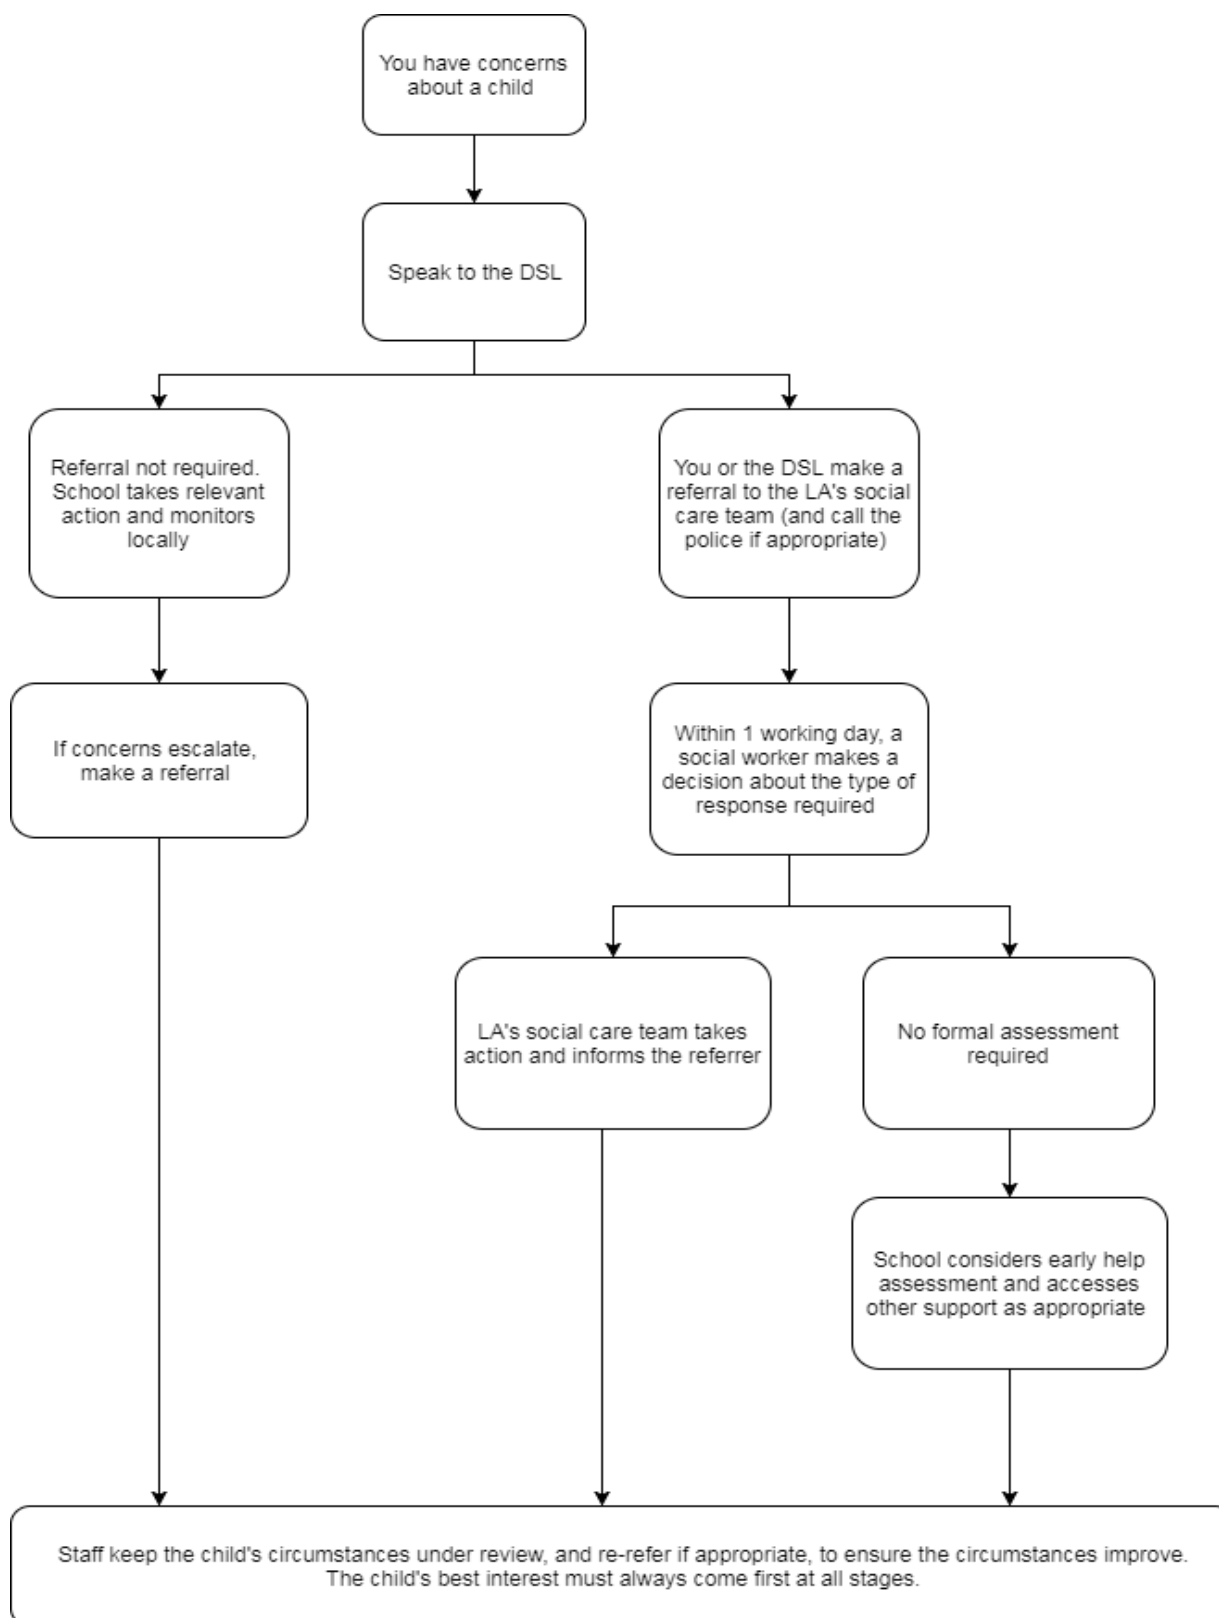 You have concerns
about a child
Speak to the DSL
Referral not required.
School takes relevant
action and monitors
locally
You or the DSL make a
referral to the LA's social
care team (and call the
police if appropriate)
If concerns escalate,
make a referral
Within 1 working day, a
social worker makes a
decision about the type of
response required
LA's social care team takes
action and informs the referrer
No formal assessment
required
School considers early help
assessment and accesses
other support as appropriate
Staff keep the child's circumstances under review, and re-refer if appropriate, to ensure the circumstances improve.
The child's best interest must always come first at all stages.